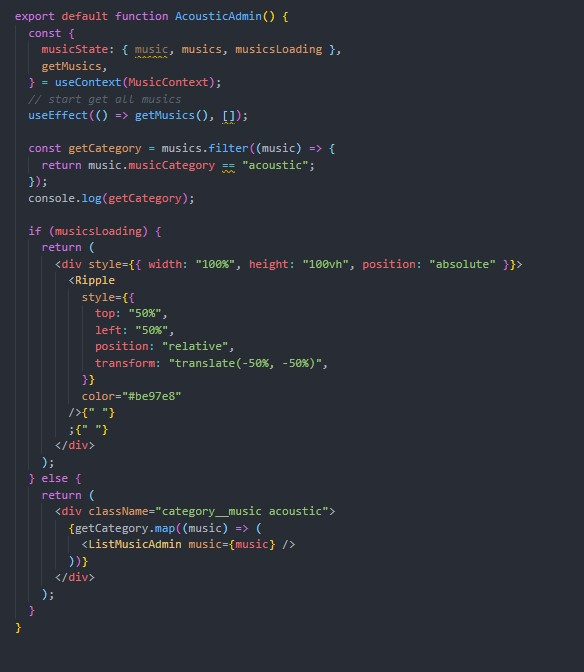 export default function AcousticAdmin() {
  const {
    musicState: { music, musics, musicsLoading },
    getMusics,
  } = useContext(MusicContext);
  // start get all musics
  useEffect(() => getMusics(), []);

  const getCategory = musics.filter((music) => {
    return music.musicCategory == "acoustic";
  });
  console.log(getCategory);

  if (musicsLoading) {
    return (
      <div style={{ width: "100%", height: "100vh", position: "absolute" }}>
        <Ripple
          style={{
            top: "50%",
            left: "50%",
            position: "relative",
            transform: "translate(-50%, -50%)",
          }}
          color="#be97e8"
        />{" "}
        ;{" "}
      </div>
    );
  } else {
    return (
      <div className="category__music acoustic">
        {getCategory.map((music) => (
          <ListMusicAdmin music={music} />
        ))}
      </div>
    );
  }
}